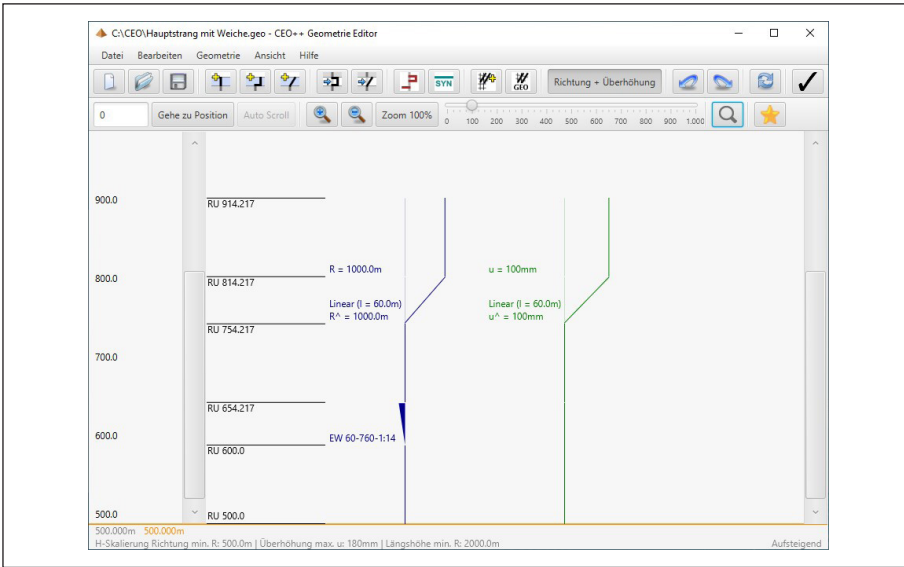 C:\CEO\Hauptstrang mit Weiche.geo - CEO++ Geometrie Editor
Datei Bearbeiten Geometrie Ansicht Hilfe
SYN GEO Richtung + Überhöhung
0 Gehe zu Position Auto Scroll Zoom 100% 0 100 200 300 400 500 600 700 800 900 1.000
900.0
RU 914.217
R = 1000.0m u = 100mm
800.0
RU 814.217
Linear (l = 60.0m) Linear (l = 60.0m)
R^ = 1000.0m u^ = 100mm
RU 754.217
700.0
RU 654.217
600.0 EW 60-760-1:14
RU 600.0
500.0 RU 500.0
500.000m 500.000m
H-Skalierung Richtung min. R: 500.0m | Überhöhung max. u: 180mm | Längshöhe min. R: 2000.0m Aufsteigend